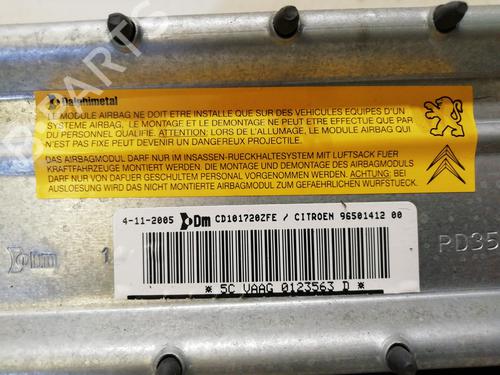 Dalphimetal
LE MODULE AIRBAG NE DOIT ETRE INSTALLE QUE SUR DES VEHICULES EQUIPES D'UN
SYSTEME AIRBAG, LE MONTAGE ET LE DEMONTAGE NE PEUT ETRE EFFECTUE QUE PAR
DU PERSONNEL QUALIFIE. ATTENTION: LORS DE L'ALLUMAGE, LE MODULE AIRBAG QUI
N'EST PAS FIXE PEUT DEVENIR UN DANGEREUX PROJECTILE.
DAS AIRBAGMODUL DARF NUR IM INSASSEN-RUECKHALTESYSTEM MIT LUFTSACK FUER
KRAFTFAHRZEUGE MONTIERT WERDEN. DIE MONTAGE UND DEMONTAGE DES AIRBAGMODULS
DARF NUR VON DAFUER GESCHULTEM PERSONAL VORGENOMMEN WERDEN. ACHTUNG: BEI
AUSLOESUNG WIRD DAS NICHT MONTIERTE AIRBAGMODUL ZUM GEFAEHRLICHEN WURFSTUECK.
4-11-2005 Dm CD101720ZFE / CITROEN 96501412 00
* 5C VAAG 0123563 D *
Dm
PD35